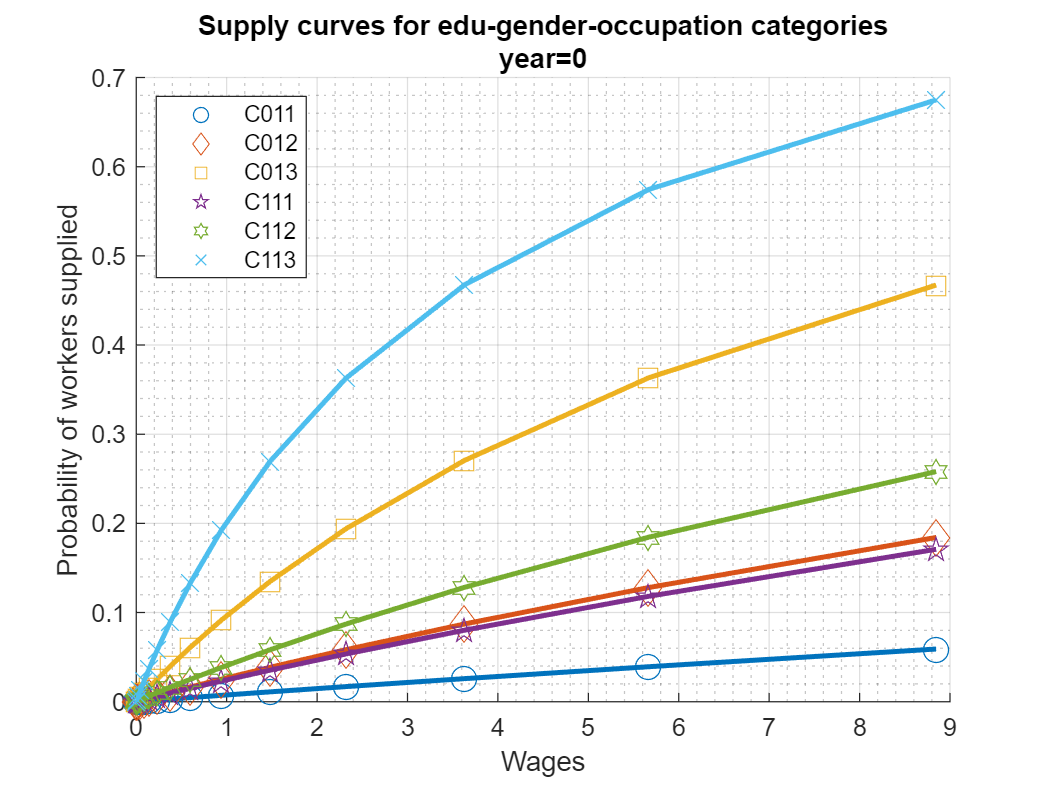 Supply curves for edu-gender-occupation categories
year=0
0.7
0.6
0.5
0.4
0.3
0.2
0.1
0
Probability of workers supplied
C011
C012
C013
C111
C112
C113
0 1 2 3 4 5 6 7 8 9
Wages